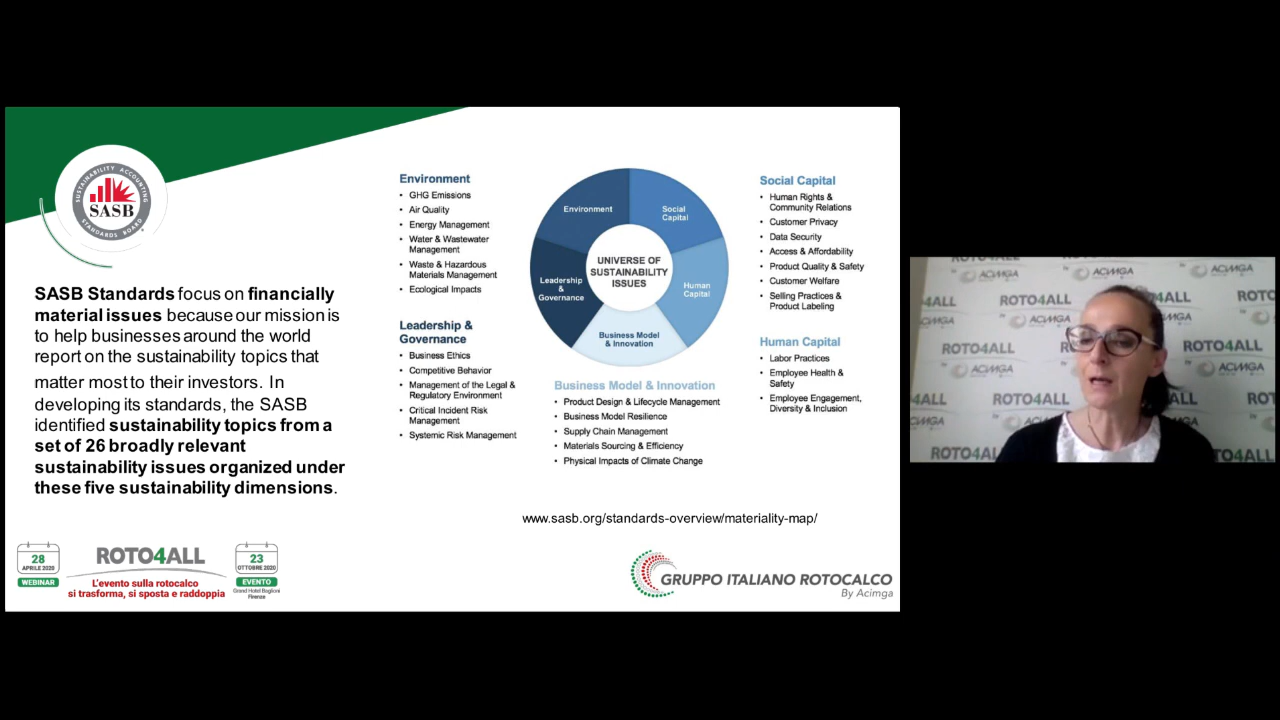 SUSTAINABILITY ACCOUNTING
SASB
STANDARDS BOARD
SASB Standards focus on financially
material issues because our mission is
to help businesses around the world
report on the sustainability topics that
matter most to their investors. In
developing its standards, the SASB
identified sustainability topics from a
set of 26 broadly relevant
sustainability issues organized under
these five sustainability dimensions.
Environment
• GHG Emissions
• Air Quality
• Energy Management
• Water & Wastewater
Management
• Waste & Hazardous
Materials Management
• Ecological Impacts
Leadership &
Governance
• Business Ethics
• Competitive Behavior
• Management of the Legal &
Regulatory Environment
• Critical Incident Risk
Management
• Systemic Risk Management
Environment
Social
Capital
Human
Capital
Business Model
& Innovation
Leadership
&
Governance
UNIVERSE OF
SUSTAINABILITY
ISSUES
Business Model & Innovation
• Product Design & Lifecycle Management
• Business Model Resilience
• Supply Chain Management
• Materials Sourcing & Efficiency
• Physical Impacts of Climate Change
Social Capital
• Human Rights &
Community Relations
• Customer Privacy
• Data Security
• Access & Affordability
• Product Quality & Safety
• Customer Welfare
• Selling Practices &
Product Labeling
Human Capital
• Labor Practices
• Employee Health &
Safety
• Employee Engagement,
Diversity & Inclusion
www.sasb.org/standards-overview/materiality-map/
28
APRILE 2020
WEBINAR
ROTO4ALL
L'evento sulla rotocalco
si trasforma, si sposta e raddoppia
23
OTTOBRE 2020
EVENTO
Grand Hotel Baglioni
Firenze
GRUPPO ITALIANO ROTOCALCO
By Acimga
ACIMGA
ROTO4ALL
by ACIMGA
ROTO4ALL
ACIMGA
ROTO4ALL